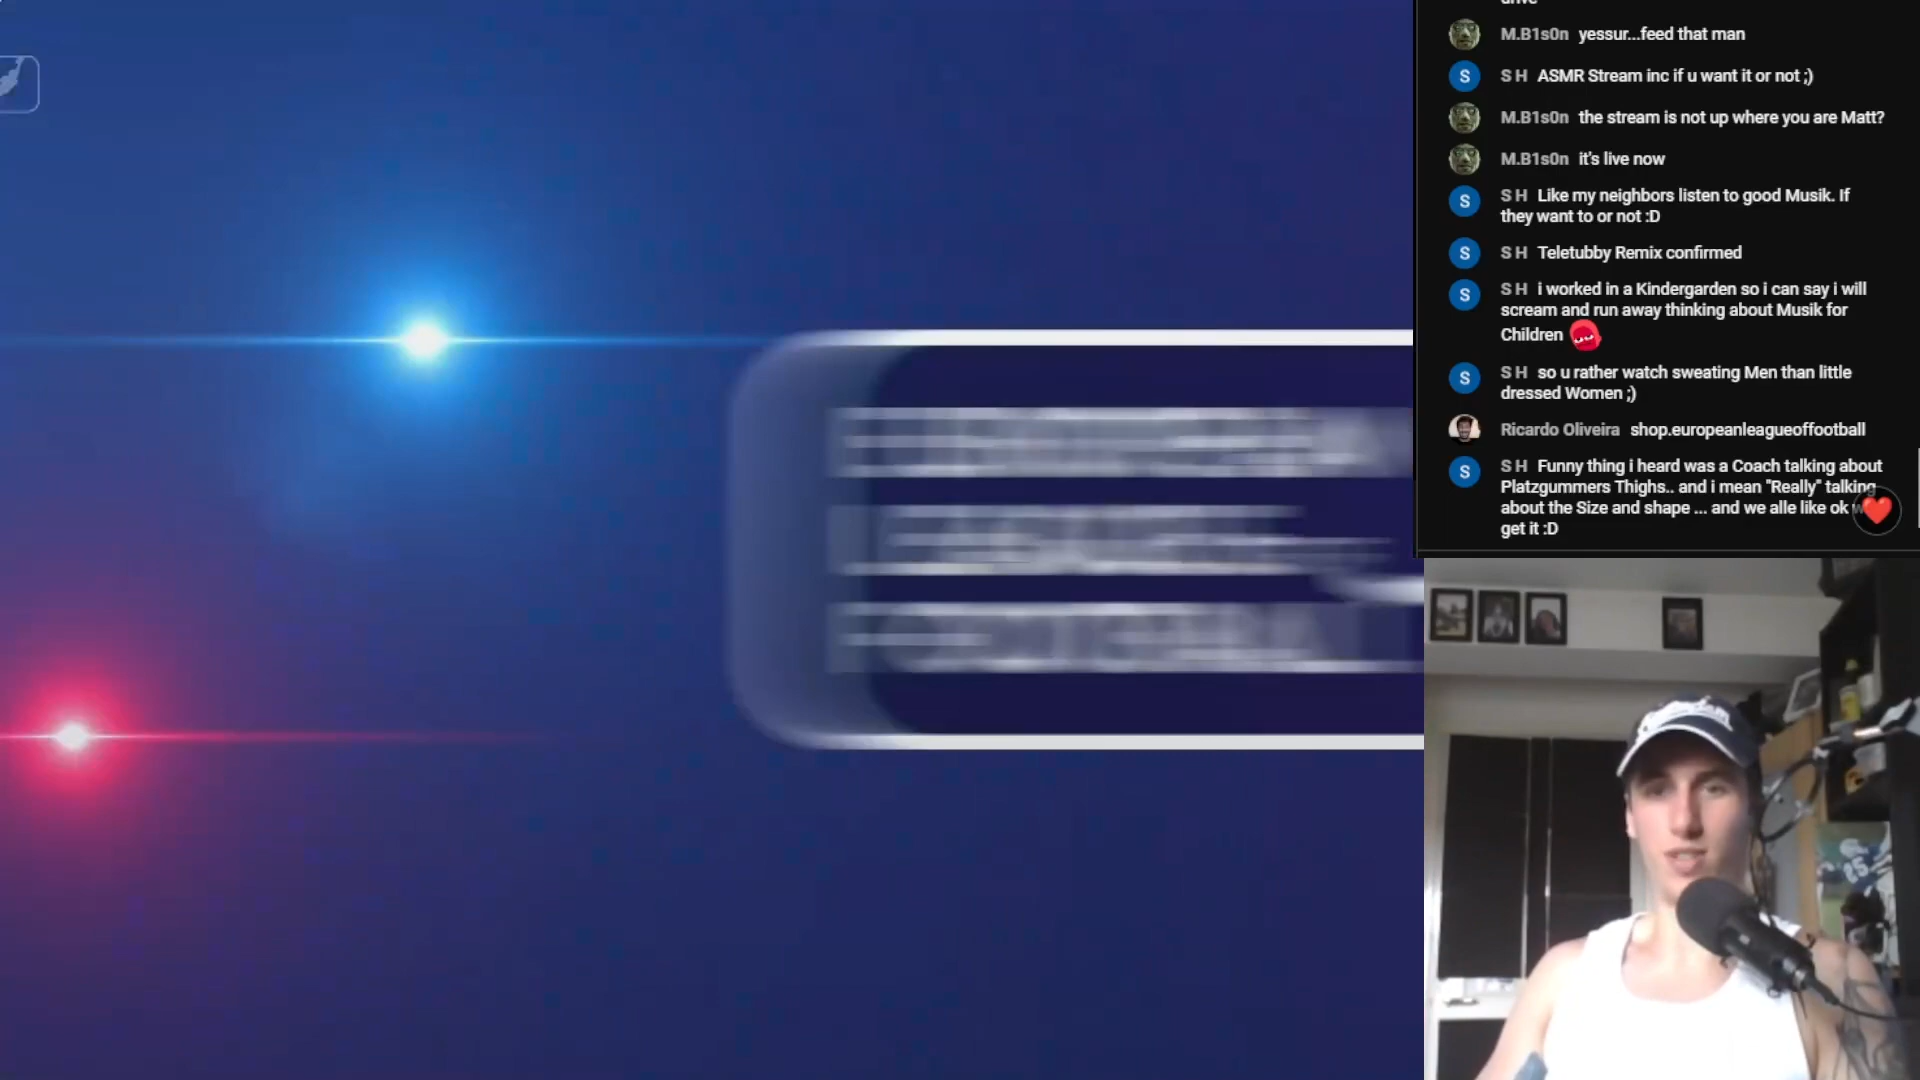 M.B1s0n yessur...feed that man
S
S H ASMR Stream inc if u want it or not ;)
M.B1s0n the stream is not up where you are Matt?
M.B1s0n it's live now
S
S H Like my neighbors listen to good Musik. If
they want to or not :D
S
S H Teletubby Remix confirmed
S
S H i worked in a Kindergarden so i can say i will
scream and run away thinking about Musik for
Children
S
S H so u rather watch sweating Men than little
dressed Women ;)
Ricardo Oliveira shop.europeanleagueoffootball
S
S H Funny thing i heard was a Coach talking about
Platzgummers Thighs.. and i mean "Really" talking
about the Size and shape ... and we alle like ok
get it :D